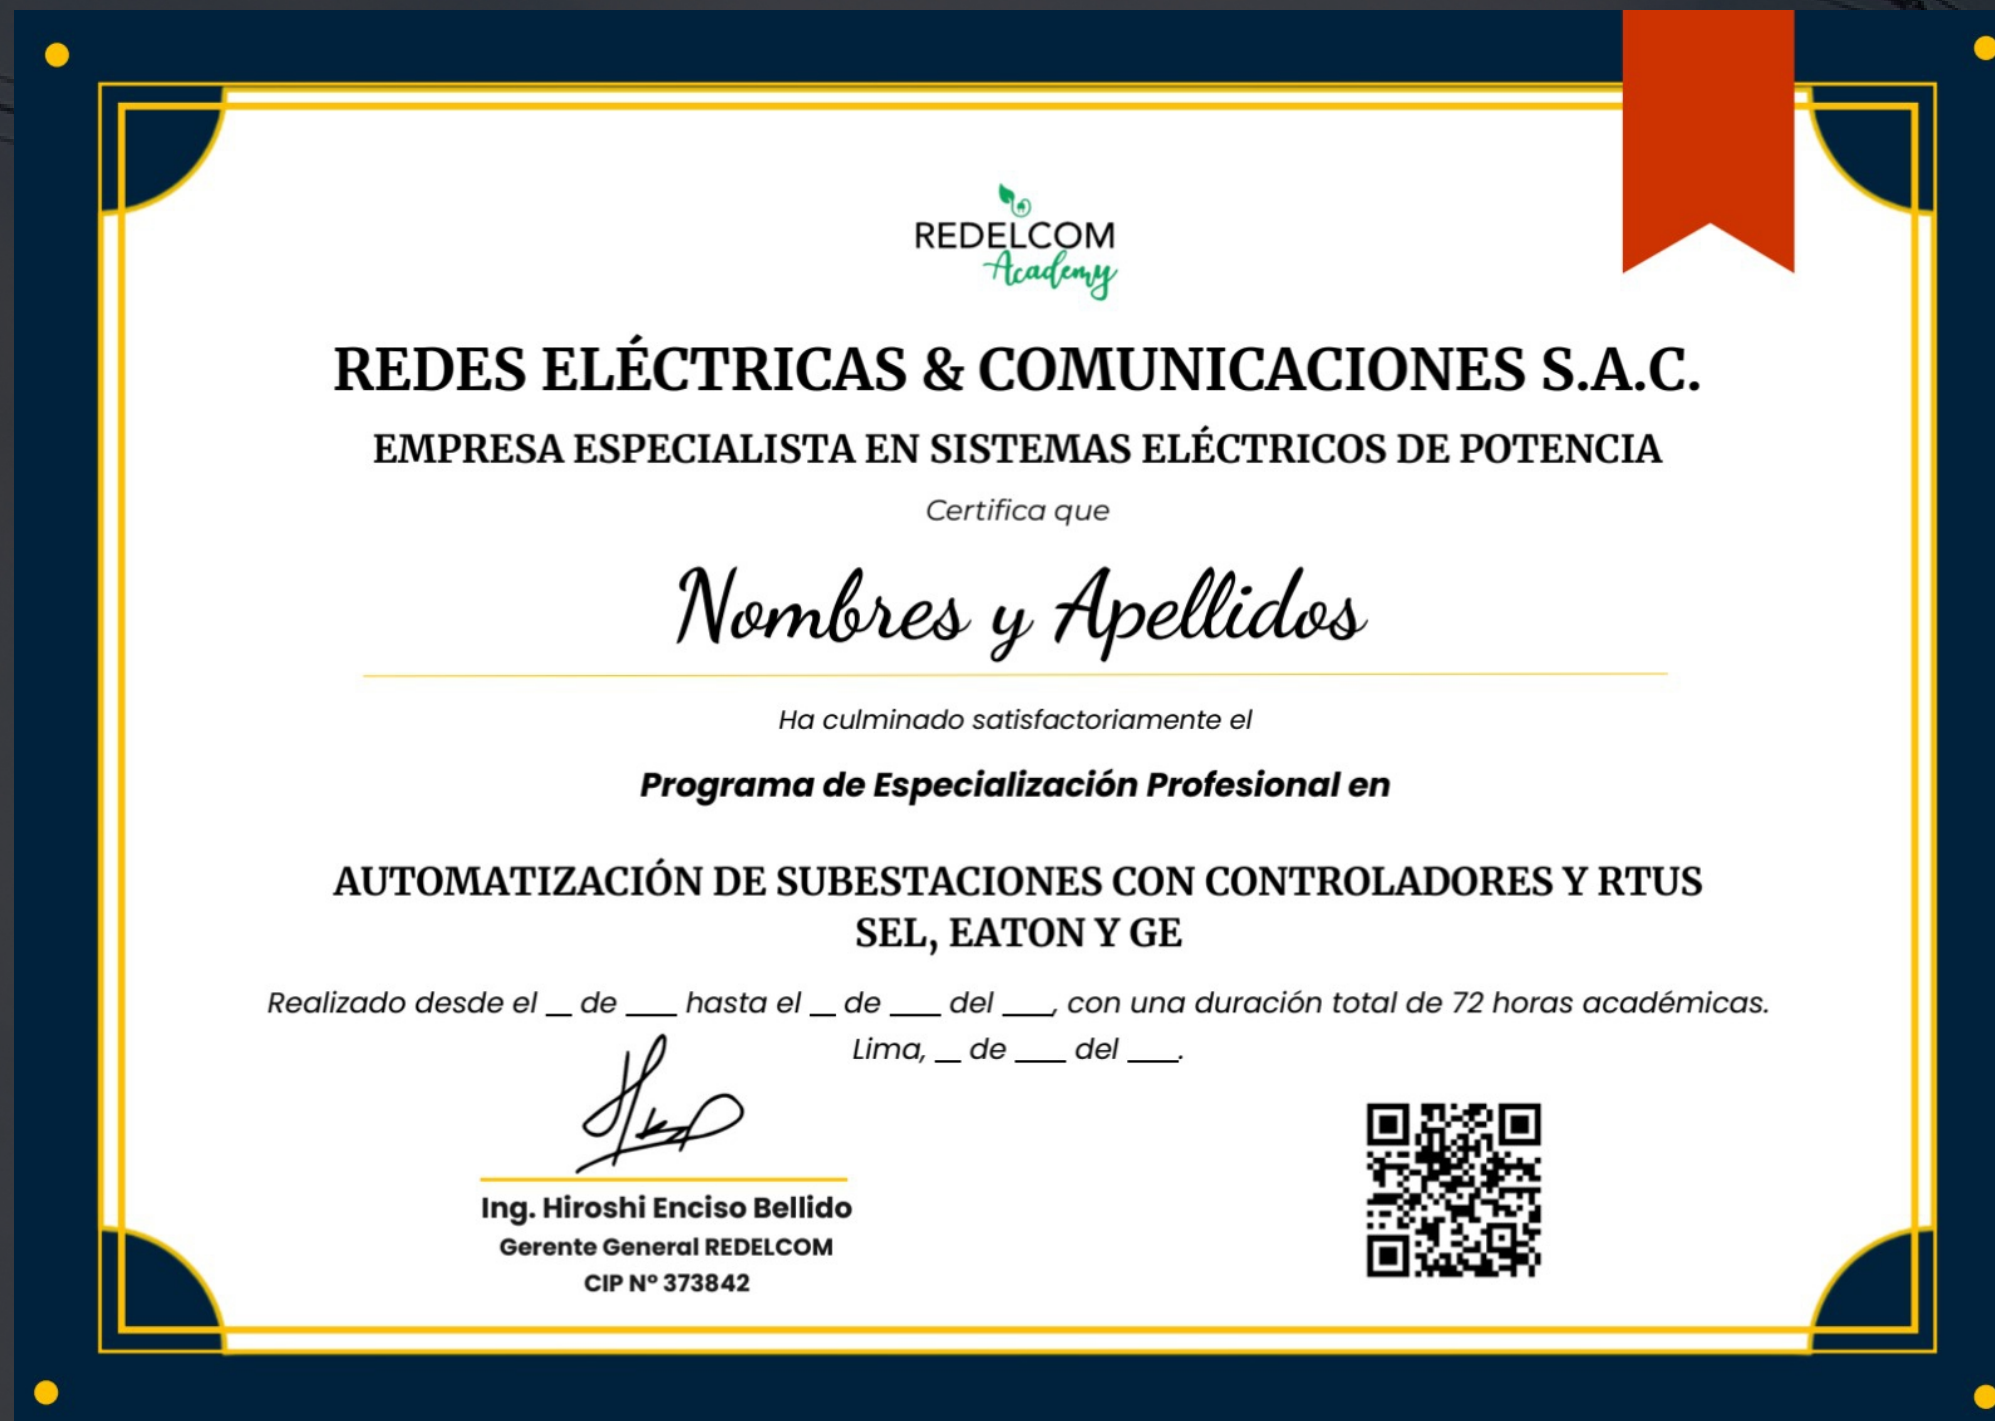 REDELCOM
Academy
REDES ELÉCTRICAS & COMUNICACIONES S.A.C.
EMPRESA ESPECIALISTA EN SISTEMAS ELÉCTRICOS DE POTENCIA
Certifica que
Nombres y Apellidos
Ha culminado satisfactoriamente el
Programa de Especialización Profesional en
AUTOMATIZACIÓN DE SUBESTACIONES CON CONTROLADORES Y RTUS
SEL, EATON Y GE
Realizado desde el __ de ___ hasta el __ de ___ del ___, con una duración total de 72 horas académicas.
Lima, __ de ___ del ___.
Ing. Hiroshi Enciso Bellido
Gerente General REDELCOM
CIP Nº 373842